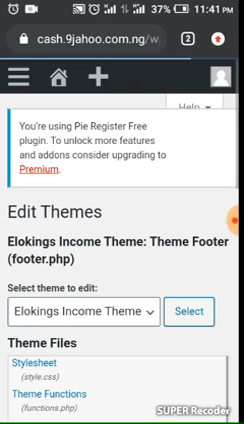 37% 11:41 PM
cash.9jahoo.com.ng/w
2
Help
You're using Pie Register Free
plugin. To unlock more features
and addons consider upgrading to
Premium.
Edit Themes
Elokings Income Theme: Theme Footer
(footer.php)
Select theme to edit:
Elokings Income Theme
Select
Theme Files
Stylesheet
(style.css)
Theme Functions
(functions.php)
SUPER Recorder